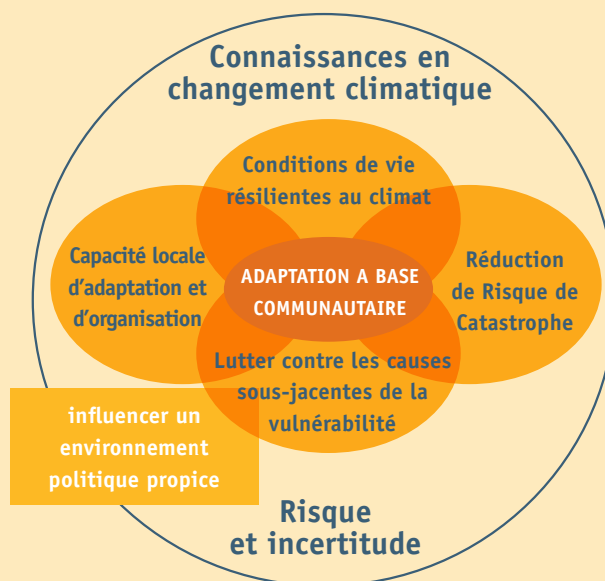 Connaissances en
changement climatique
Conditions de vie
résilientes au climat
Capacité locale
d'adaptation et
d'organisation
ADAPTATION A BASE
COMMUNAUTAIRE
Réduction
de Risque de
Catastrophe
Lutter contre les causes
sous-jacentes de la
vulnérabilité
influencer un
environnement
politique propice
Risque
et incertitude